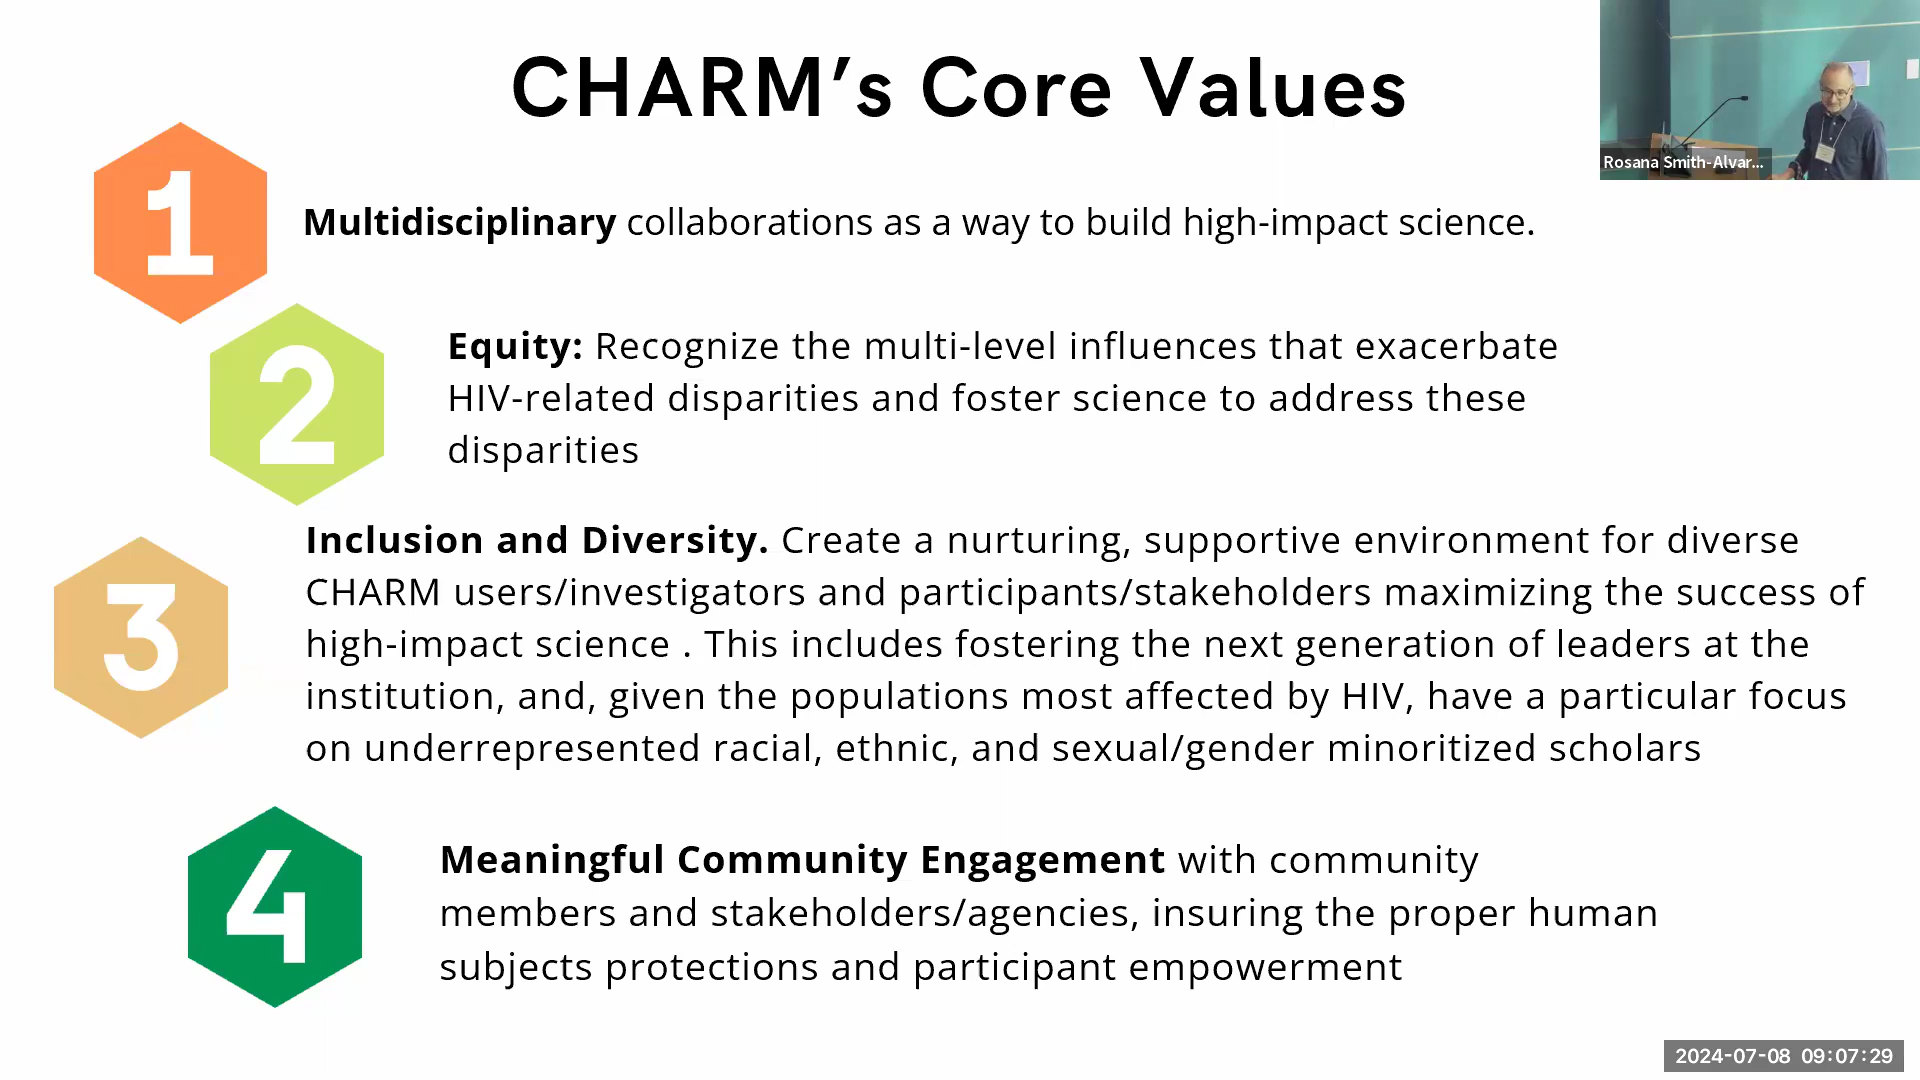 CHARM’s Core Values
Rosana Smith-Alvar...
1
Multidisciplinary collaborations as a way to build high-impact science.
2
Equity: Recognize the multi-level influences that exacerbate
HIV-related disparities and foster science to address these
disparities
3
Inclusion and Diversity. Create a nurturing, supportive environment for diverse
CHARM users/investigators and participants/stakeholders maximizing the success of
high-impact science . This includes fostering the next generation of leaders at the
institution, and, given the populations most affected by HIV, have a particular focus
on underrepresented racial, ethnic, and sexual/gender minoritized scholars
4
Meaningful Community Engagement with community
members and stakeholders/agencies, insuring the proper human
subjects protections and participant empowerment
2024-07-08 09:07:29